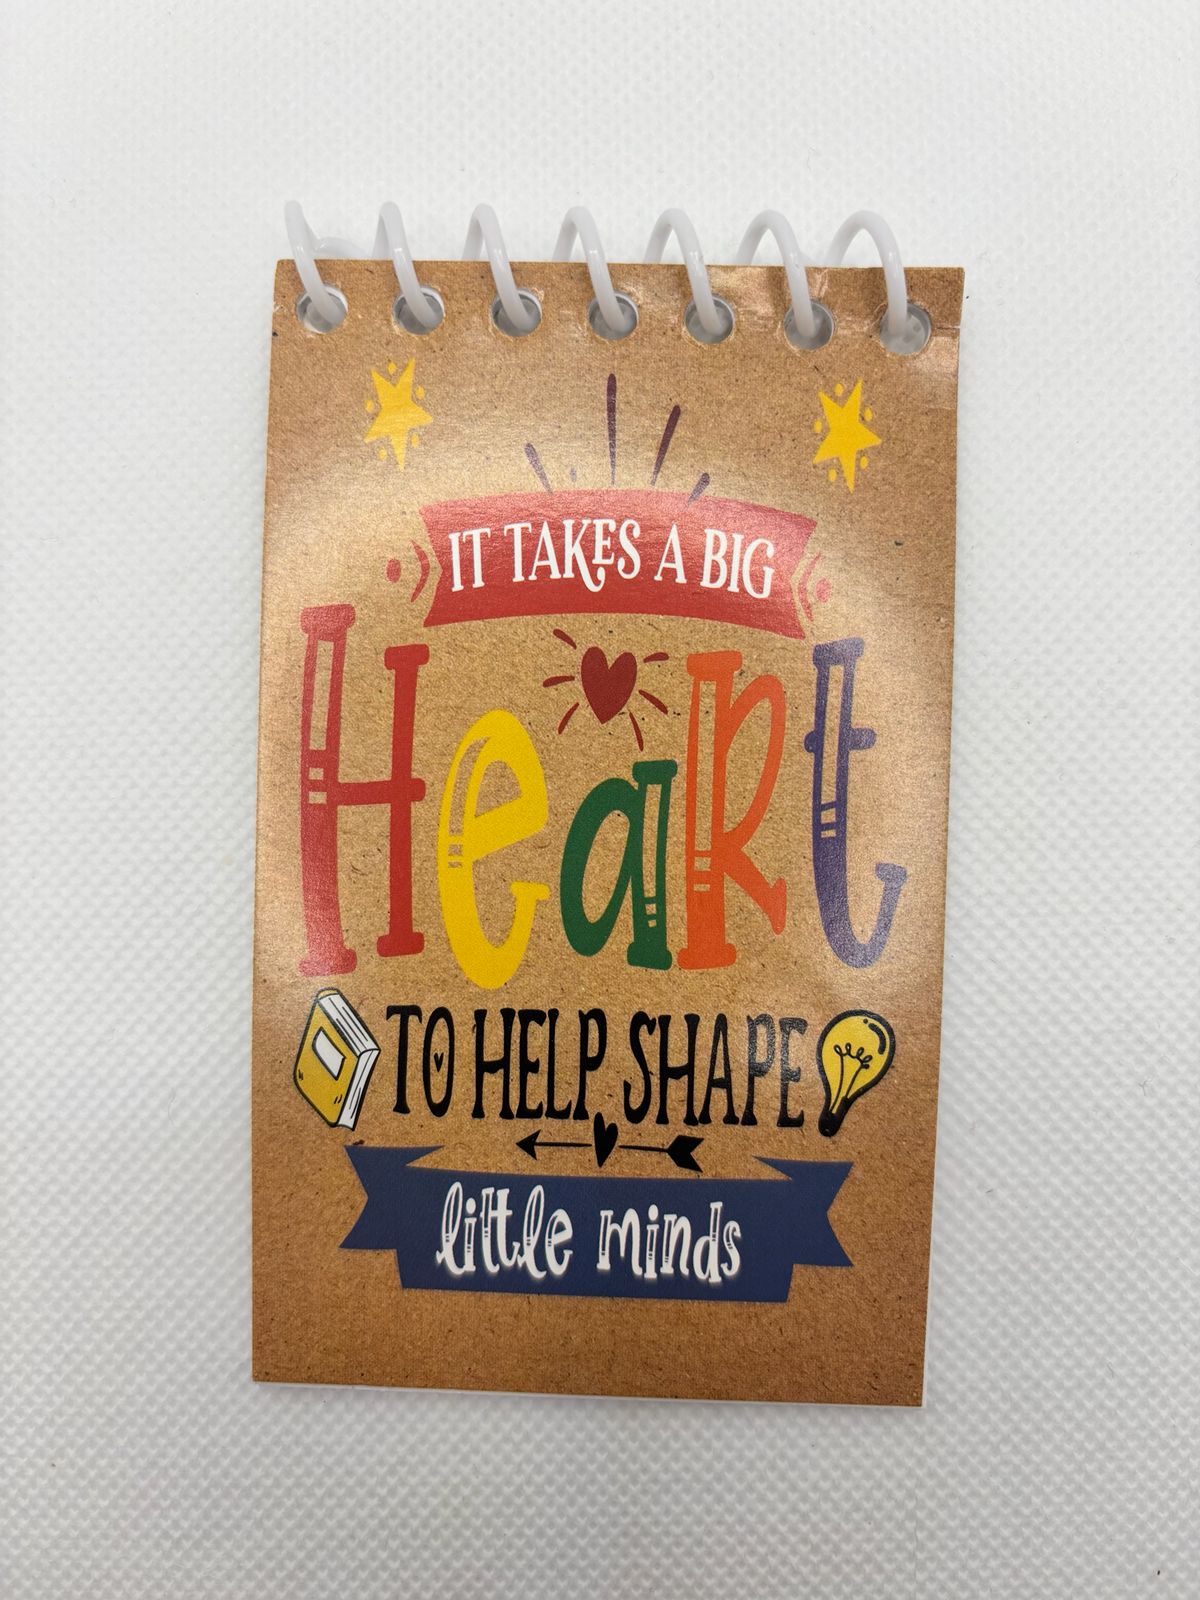 IT TAKES A BIG
Heart
TO HELP SHAPE
little minds